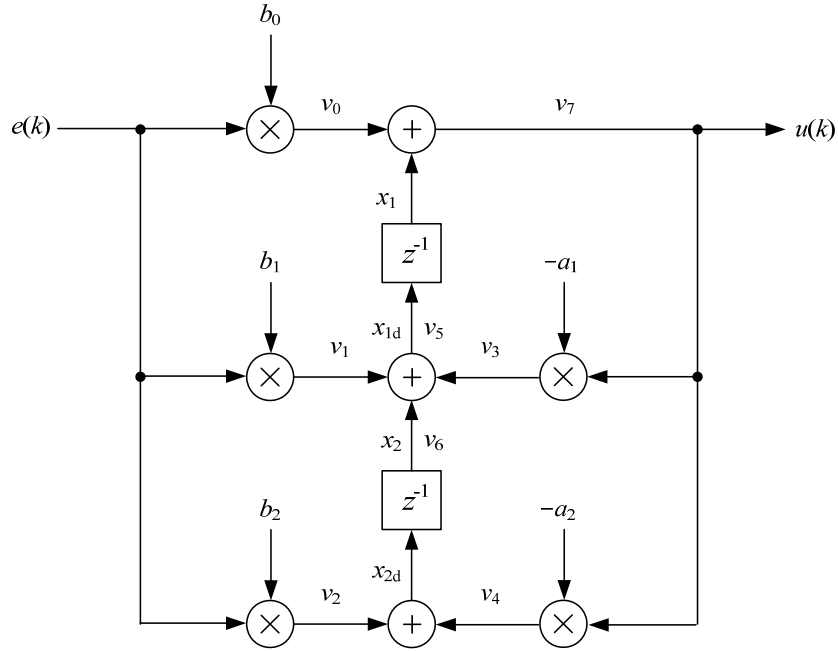 b₀
e(k) × v₀ + v₇ u(k)
x₁
z⁻¹
b₁ −a₁
x₁d v₅
v₁ v₃
× + ×
x₂ v₆
z⁻¹
b₂ −a₂
x₂d
v₂ v₄
× + ×